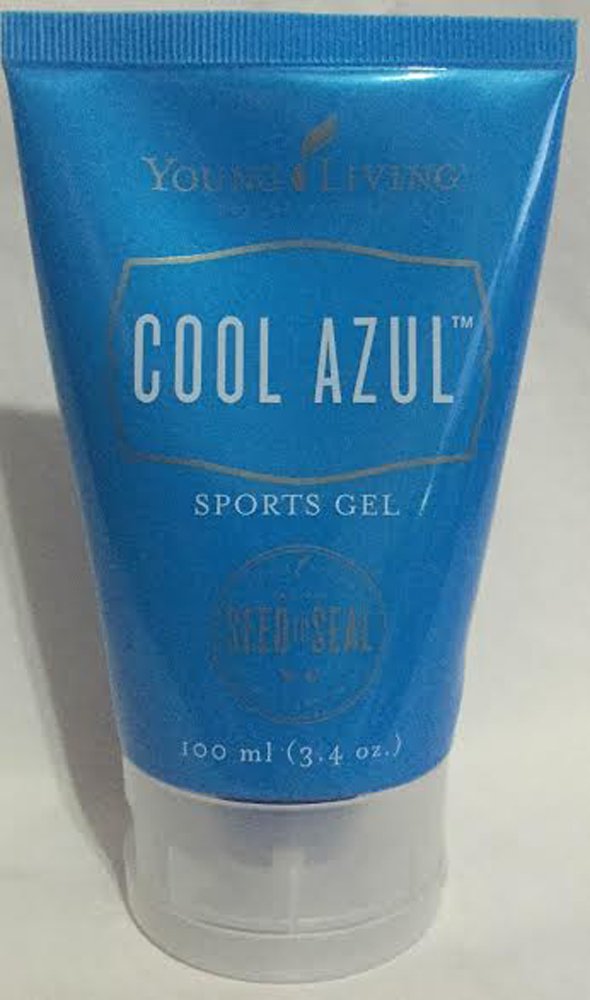 YOUNG LIVING
COOL AZUL™
SPORTS GEL
SEED TO SEAL
100 ml (3.4 oz.)